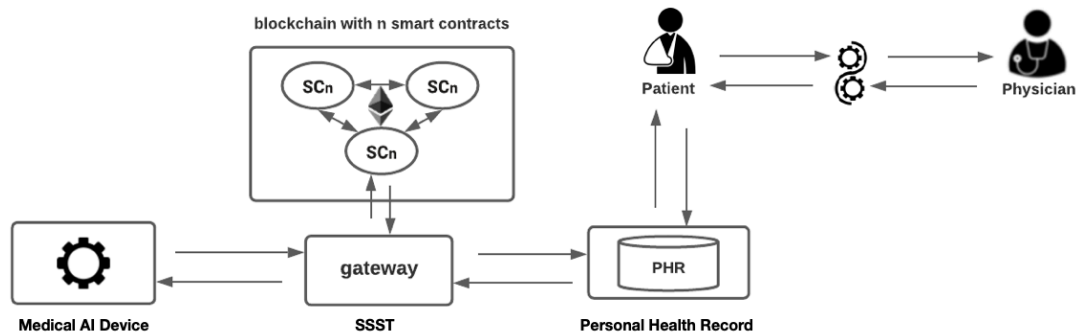 blockchain with n smart contracts
SCn
SCn
SCn
Patient
Physician
gateway
PHR
Medical AI Device
SSST
Personal Health Record